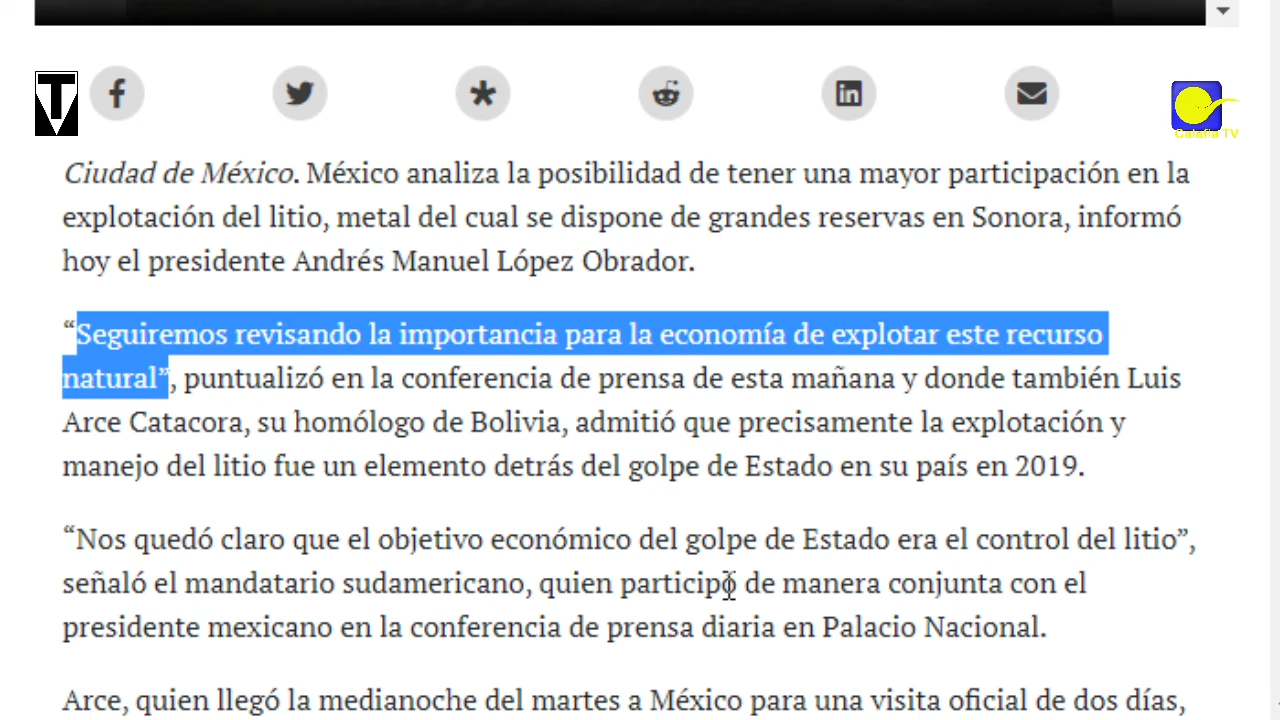 T
Calafia TV
Ciudad de México. México analiza la posibilidad de tener una mayor participación en la
explotación del litio, metal del cual se dispone de grandes reservas en Sonora, informó
hoy el presidente Andrés Manuel López Obrador.
“Seguiremos revisando la importancia para la economía de explotar este recurso
natural”, puntualizó en la conferencia de prensa de esta mañana y donde también Luis
Arce Catacora, su homólogo de Bolivia, admitió que precisamente la explotación y
manejo del litio fue un elemento detrás del golpe de Estado en su país en 2019.
“Nos quedó claro que el objetivo económico del golpe de Estado era el control del litio”,
señaló el mandatario sudamericano, quien participó de manera conjunta con el
presidente mexicano en la conferencia de prensa diaria en Palacio Nacional.
Arce, quien llegó la medianoche del martes a México para una visita oficial de dos días,